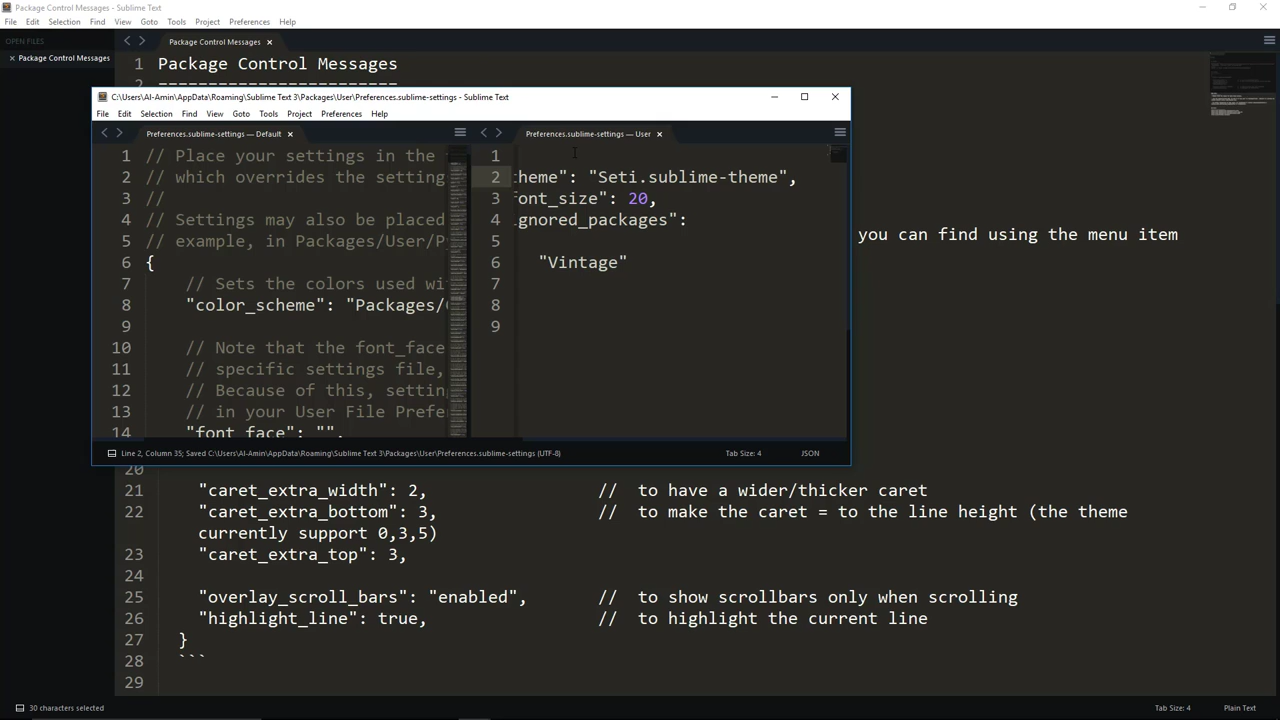 Package Control Messages - Sublime Text
File Edit Selection Find View Goto Tools Project Preferences Help
OPEN FILES
Package Control Messages
Package Control Messages
1 Package Control Messages
2 ------------------------
C:\Users\Al-Amin\AppData\Roaming\Sublime Text 3\Packages\User\Preferences.sublime-settings - Sublime Text
File Edit Selection Find View Goto Tools Project Preferences Help
Preferences.sublime-settings — Default
1 // Place your settings in the
2 // which overrides the setting
3 //
4 // Settings may also be placed
5 // example, in Packages/User/P
6 {
7 // Sets the colors used wi
8 "color_scheme": "Packages/
9
10 // Note that the font_face
11 // specific settings file,
12 // Because of this, settin
13 // in your User File Prefe
14 "font_face": "",
Preferences.sublime-settings — User
1
2 heme": "Seti.sublime-theme",
3 font_size": 20,
4 ignored_packages":
5
6 "Vintage"
7
8
9
Line 2, Column 35; Saved C:\Users\Al-Amin\AppData\Roaming\Sublime Text 3\Packages\User\Preferences.sublime-settings (UTF-8)
Tab Size: 4
JSON
you can find using the menu item
20
21 "caret_extra_width": 2, // to have a wider/thicker caret
22 "caret_extra_bottom": 3, // to make the caret = to the line height (the theme
currently support 0,3,5)
23 "caret_extra_top": 3,
24
25 "overlay_scroll_bars": "enabled", // to show scrollbars only when scrolling
26 "highlight_line": true, // to highlight the current line
27 }
28 ```
29
30 characters selected
Tab Size: 4
Plain Text